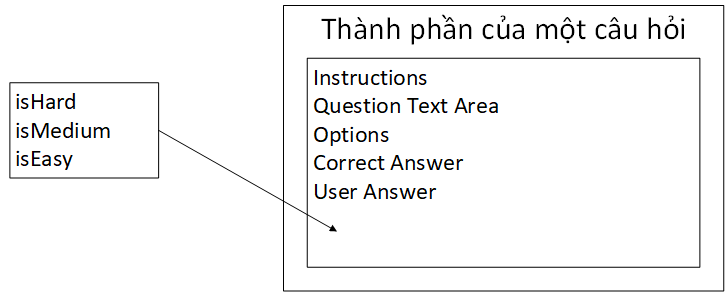 Thành phần của một câu hỏi
isHard
isMedium
isEasy
Instructions
Question Text Area
Options
Correct Answer
User Answer